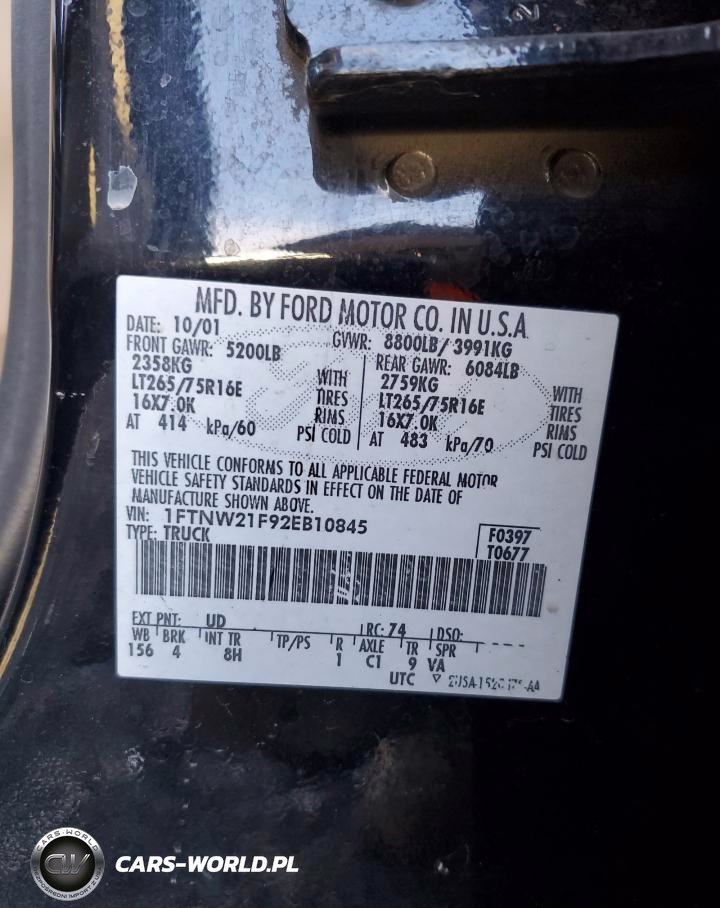 2
MFD. BY FORD MOTOR CO. IN U.S.A.
DATE: 10/01 GVWR: 8800LB/3991KG
FRONT GAWR: 5200LB REAR GAWR: 6084LB
2358KG WITH 2759KG WITH
LT265/75R16E TIRES LT265/75R16E TIRES
16X7.0K RIMS 16X7.0K RIMS
AT 414 kPa/60 PSI COLD AT 483 kPa/70 PSI COLD
THIS VEHICLE CONFORMS TO ALL APPLICABLE FEDERAL MOTOR
VEHICLE SAFETY STANDARDS IN EFFECT ON THE DATE OF
MANUFACTURE SHOWN ABOVE.
VIN: 1FTNW21F92EB10845
TYPE: TRUCK F0397
T0677
EXT PNT: UD RC: 74 DSO:
WB BRK INT TR TP/PS R AXLE TR SPR
156 4 8H 1 C1 9 VA
UTC
CARS-WORLD
CW
CARS-WORLD.PL